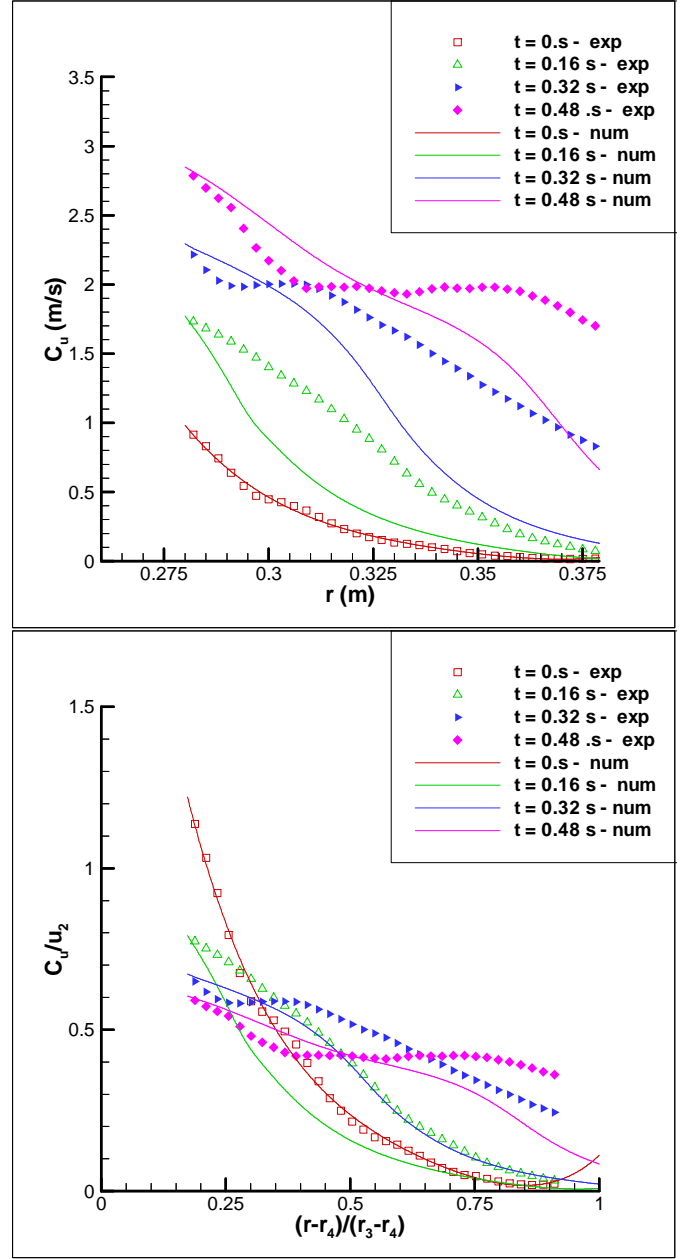 t = 0.s - exp
t = 0.16 s - exp
t = 0.32 s - exp
t = 0.48 .s - exp
t = 0.s - num
t = 0.16 s - num
t = 0.32 s - num
t = 0.48 s - num
3.5
3
2.5
2
1.5
1
0.5
0
C_u (m/s)
0.275 0.3 0.325 0.35 0.375
r (m)
t = 0.s - exp
t = 0.16 s - exp
t = 0.32 s - exp
t = 0.48 .s - exp
t = 0.s - num
t = 0.16 s - num
t = 0.32 s - num
t = 0.48 s - num
1.5
1
0.5
0
C_u/u_2
0 0.25 0.5 0.75 1
(r-r_4)/(r_3-r_4)